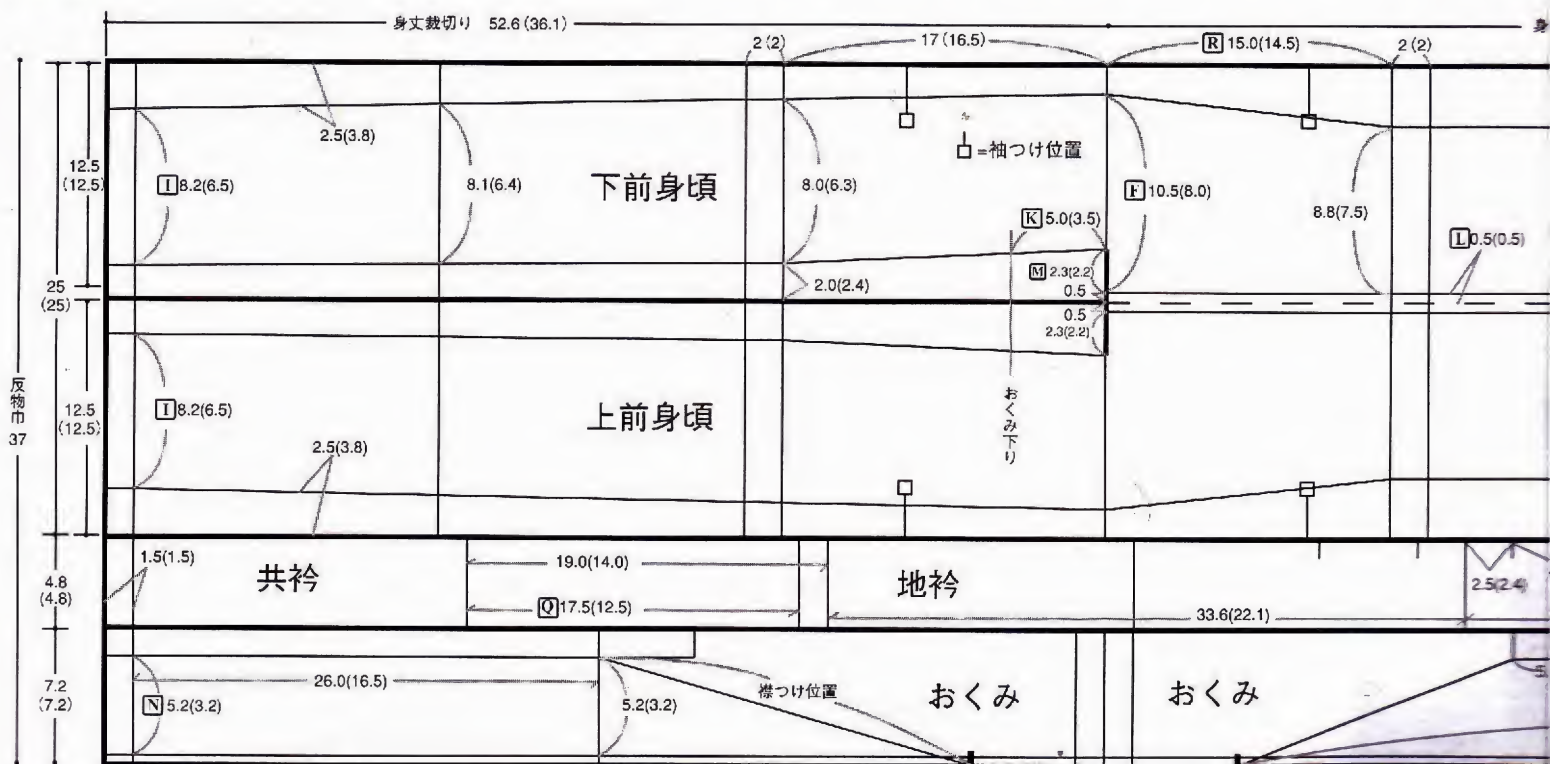 身丈裁切り 52.6 (36.1)
身
2 (2)
17 (16.5)
R 15.0(14.5)
2 (2)
2.5(3.8)
12.5
(12.5)
I 8.2(6.5)
8.1(6.4)
下前身頃
8.0(6.3)
□=袖つけ位置
F 10.5(8.0)
8.8(7.5)
K 5.0(3.5)
L 0.5(0.5)
M 2.3(2.2)
0.5
2.0(2.4)
25
(25)
0.5
2.3(2.2)
反物巾
37
12.5
(12.5)
I 8.2(6.5)
上前身頃
おくみ下り
2.5(3.8)
1.5(1.5)
4.8
(4.8)
共衿
19.0(14.0)
Q 17.5(12.5)
地衿
33.6(22.1)
2.5(2.4)
7.2
(7.2)
26.0(16.5)
N 5.2(3.2)
5.2(3.2)
襟つけ位置
おくみ
おくみ